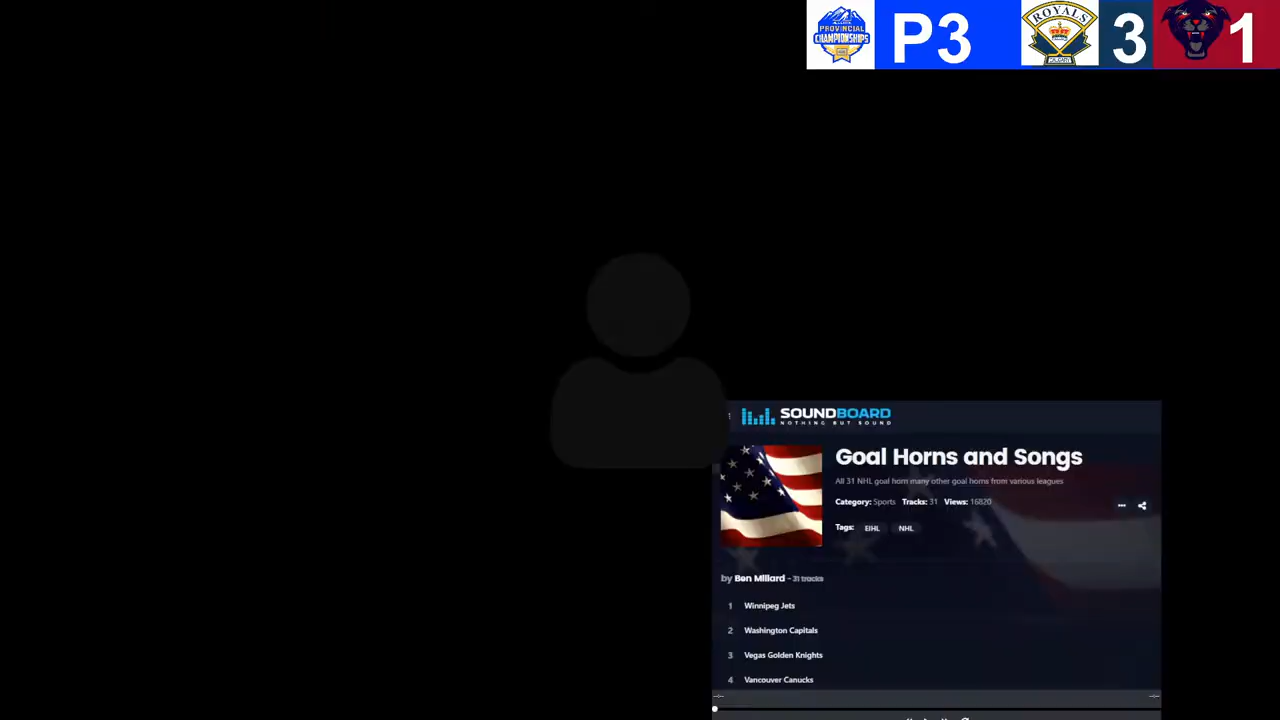 PROVINCIAL
CHAMPIONSHIPS
P3
ROYALS
CALGARY
3
1
SOUNDBOARD
NOTHING BUT SOUND
Goal Horns and Songs
All 31 NHL goal horn many other goal horns from various leagues
Category: Sports Tracks: 31 Views: 16820
Tags: EIHL NHL
by Ben Millard - 31 tracks
1 Winnipeg Jets
2 Washington Capitals
3 Vegas Golden Knights
4 Vancouver Canucks